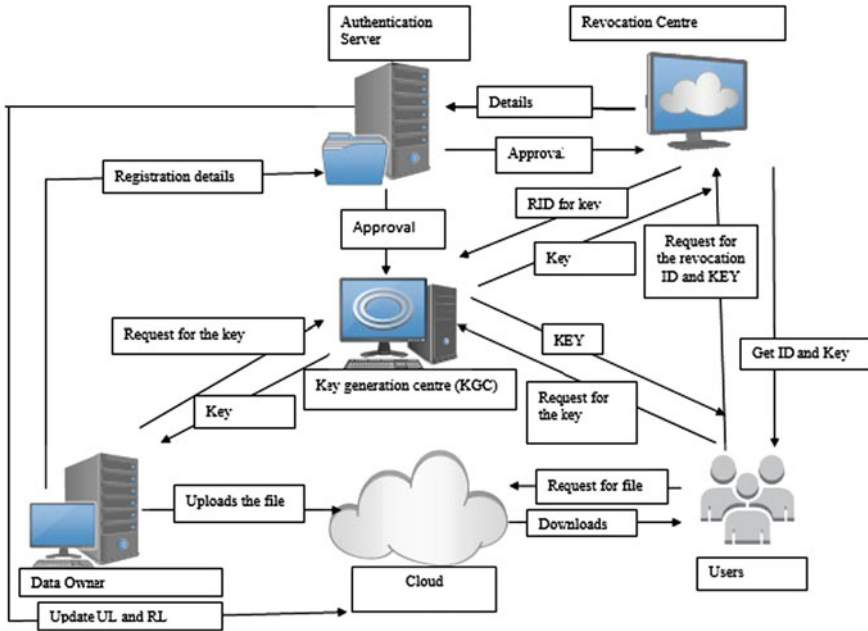 Authentication
Server
Revocation Centre
Details
Approval
Registration details
RID for key
Approval
Key
Request for
the revocation
ID and KEY
Request for the key
KEY
Get ID and Key
Key generation centre (KGC)
Key
Request for
the key
Uploads the file
Request for file
Downloads
Data Owner
Cloud
Users
Update UL and RL